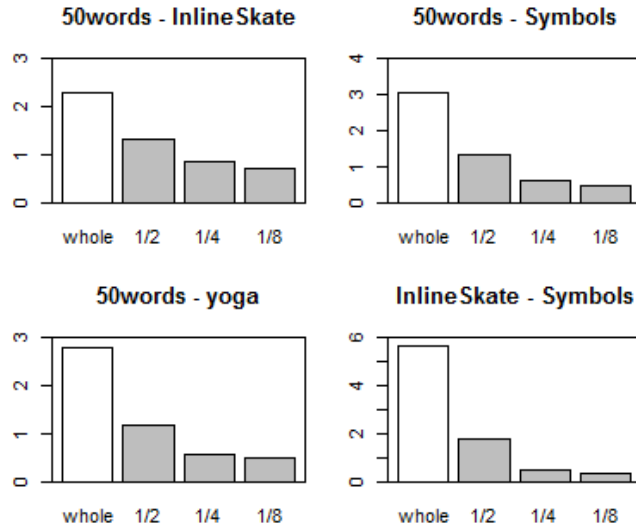 50words - InlineSkate
50words - Symbols
3
2
1
0
whole 1/2 1/4 1/8
4
3
2
1
0
whole 1/2 1/4 1/8
50words - yoga
InlineSkate - Symbols
3
2
1
0
whole 1/2 1/4 1/8
6
4
2
0
whole 1/2 1/4 1/8